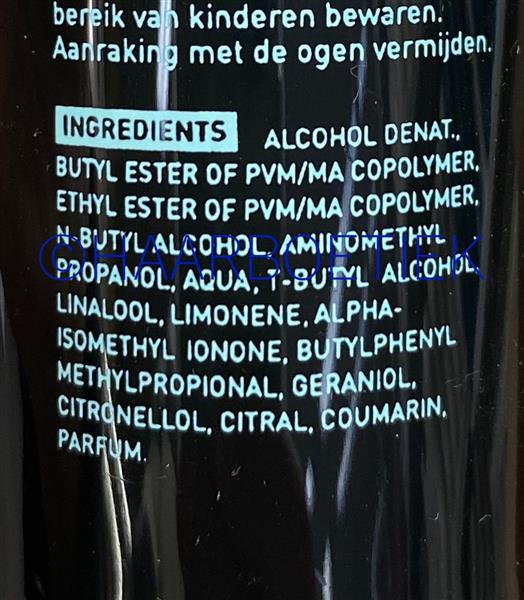 bereik van kinderen bewaren.
Aanraking met de ogen vermijden.
INGREDIENTS ALCOHOL DENAT.,
BUTYL ESTER OF PVM/MA COPOLYMER,
ETHYL ESTER OF PVM/MA COPOLYMER,
N-BUTYL ALCOHOL, AMINOMETHYL
©HAARBOETIEK
PROPANOL, AQUA, T-BUTYL ALCOHOL,
LINALOOL, LIMONENE, ALPHA-
ISOMETHYL IONONE, BUTYLPHENYL
METHYLPROPIONAL, GERANIOL,
CITRONELLOL, CITRAL, COUMARIN,
PARFUM.